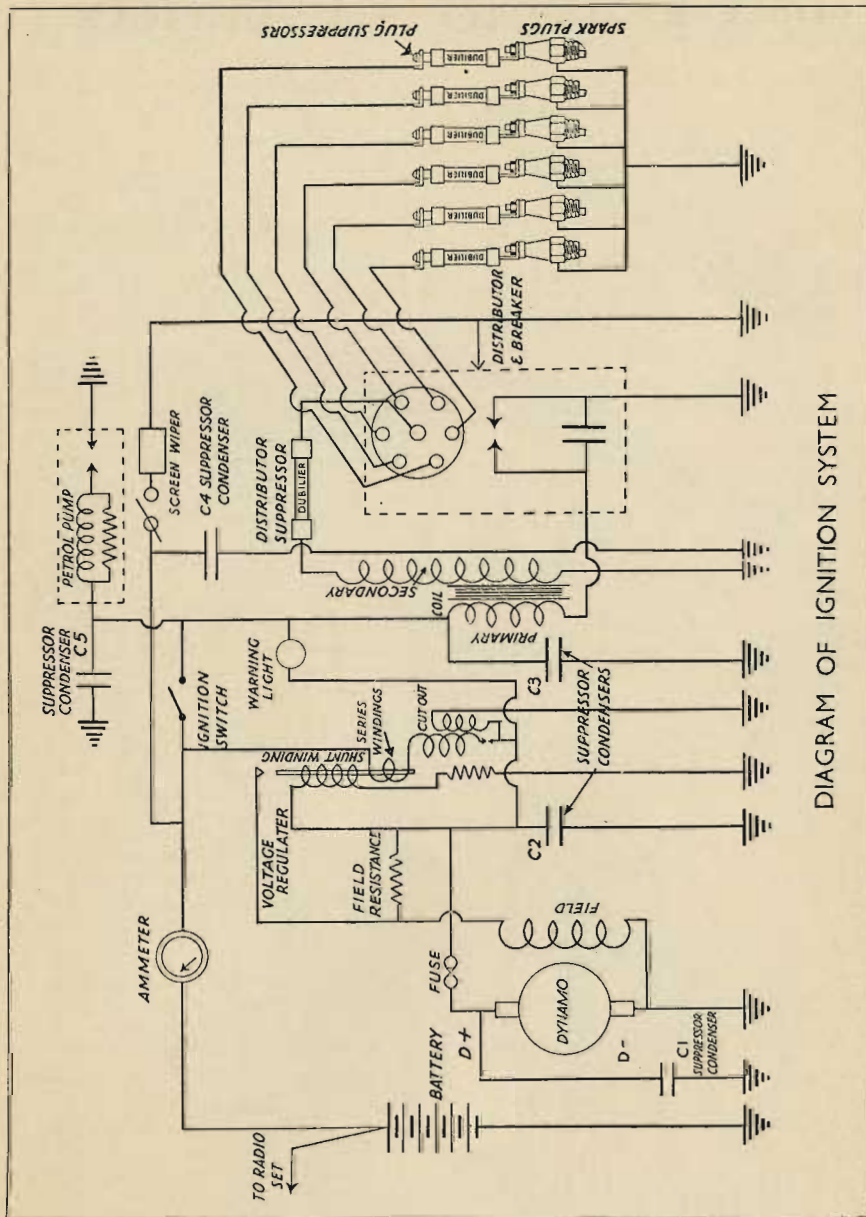 PLUG SUPPRESSORS
SPARK PLUGS
DUBILIER
DUBILIER
DUBILIER
DUBILIER
DUBILIER
DUBILIER
PETROL PUMP
SCREEN WIPER
C4 SUPPRESSOR
CONDENSER
DISTRIBUTOR
SUPPRESSOR
DUBILIER
DISTRIBUTOR
& BREAKER
SUPPRESSOR
CONDENSER
C5
IGNITION
SWITCH
WARNING
LIGHT
SECONDARY
COIL
PRIMARY
C3
SUPPRESSOR
CONDENSERS
SERIES
WINDINGS
CUT OUT
SHUNT WINDING
VOLTAGE
REGULATER
FIELD
RESISTANCE
C2
AMMETER
FUSE
FIELD
DYNAMO
D+
D-
C1
SUPPRESSOR
CONDENSER
BATTERY
TO RADIO
SET
DIAGRAM OF IGNITION SYSTEM